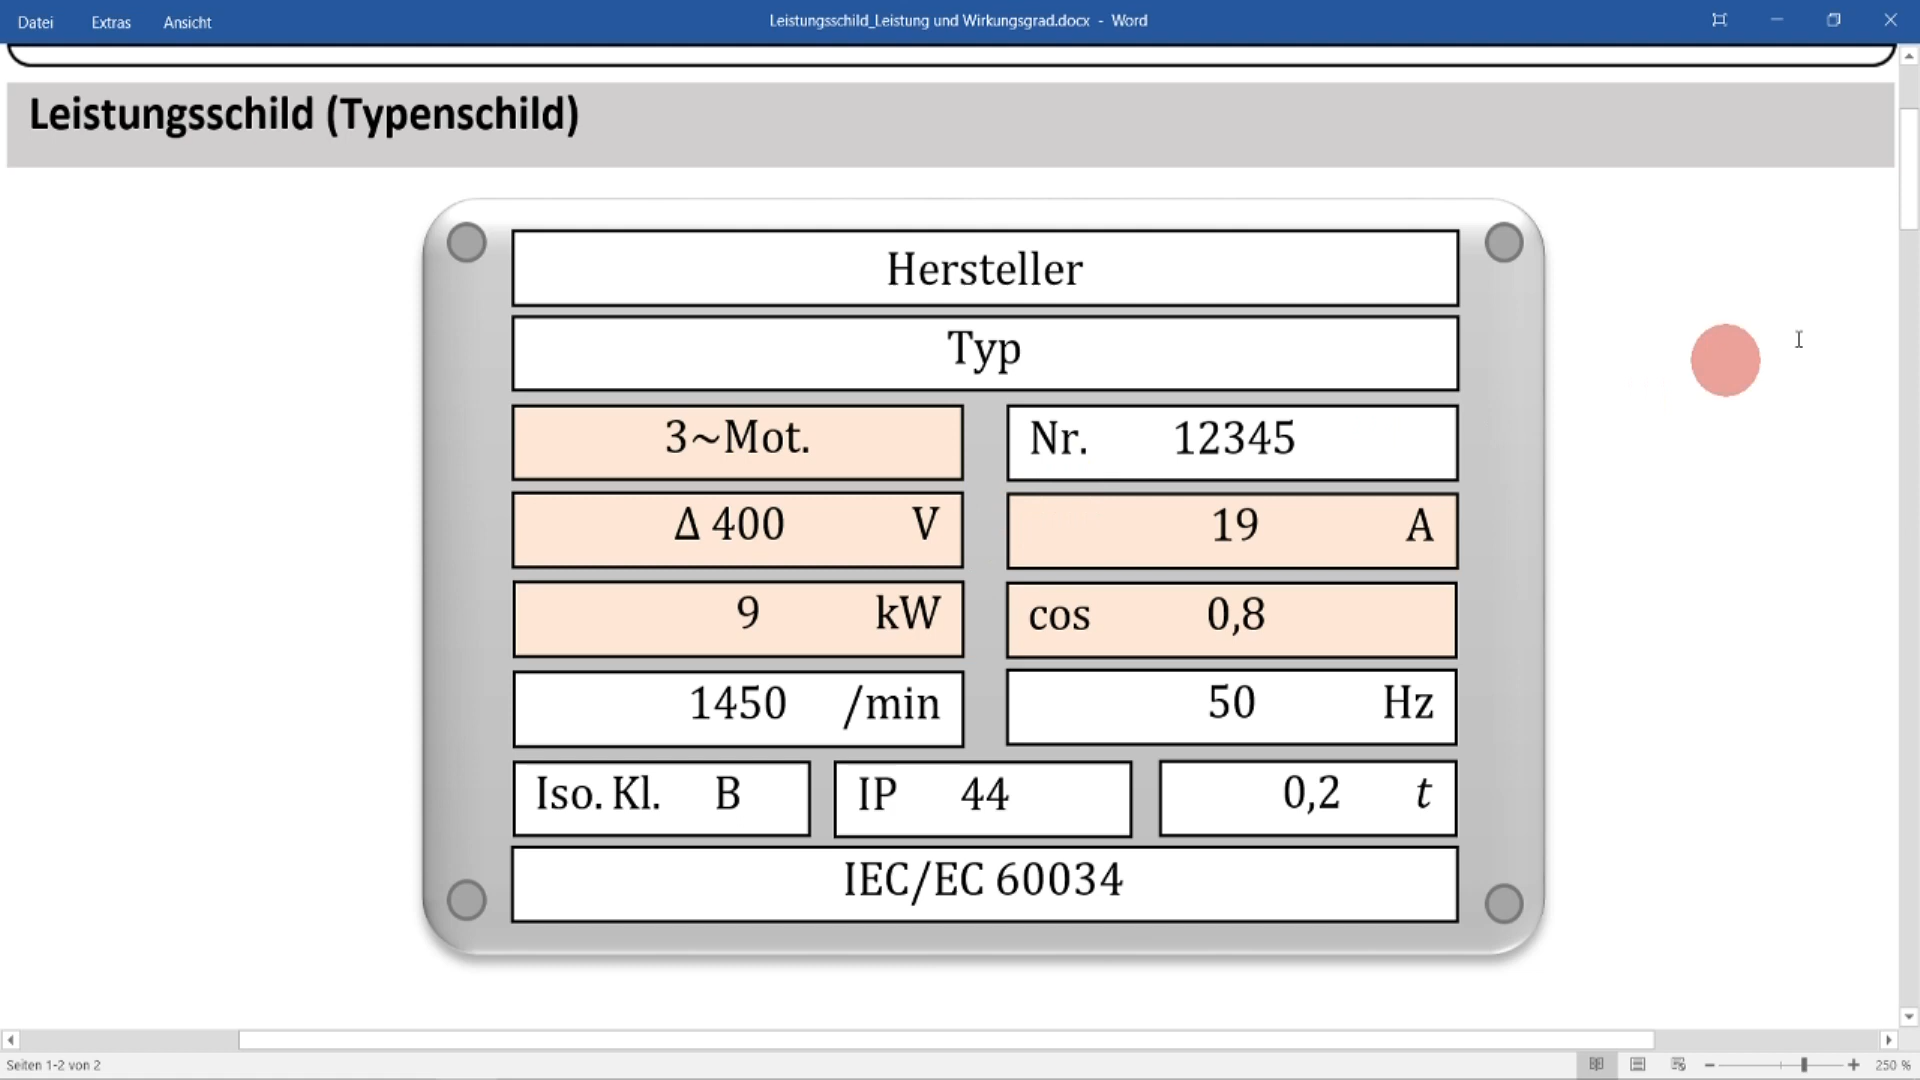 Datei Extras Ansicht Leistungsschild_Leistung und Wirkungsgrad.docx - Word
Leistungsschild (Typenschild)
Hersteller
Typ
3~Mot. Nr. 12345
Δ 400 V 19 A
9 kW cos 0,8
1450 /min 50 Hz
Iso. Kl. B IP 44 0,2 t
IEC/EC 60034
Seiten 1-2 von 2 250 %